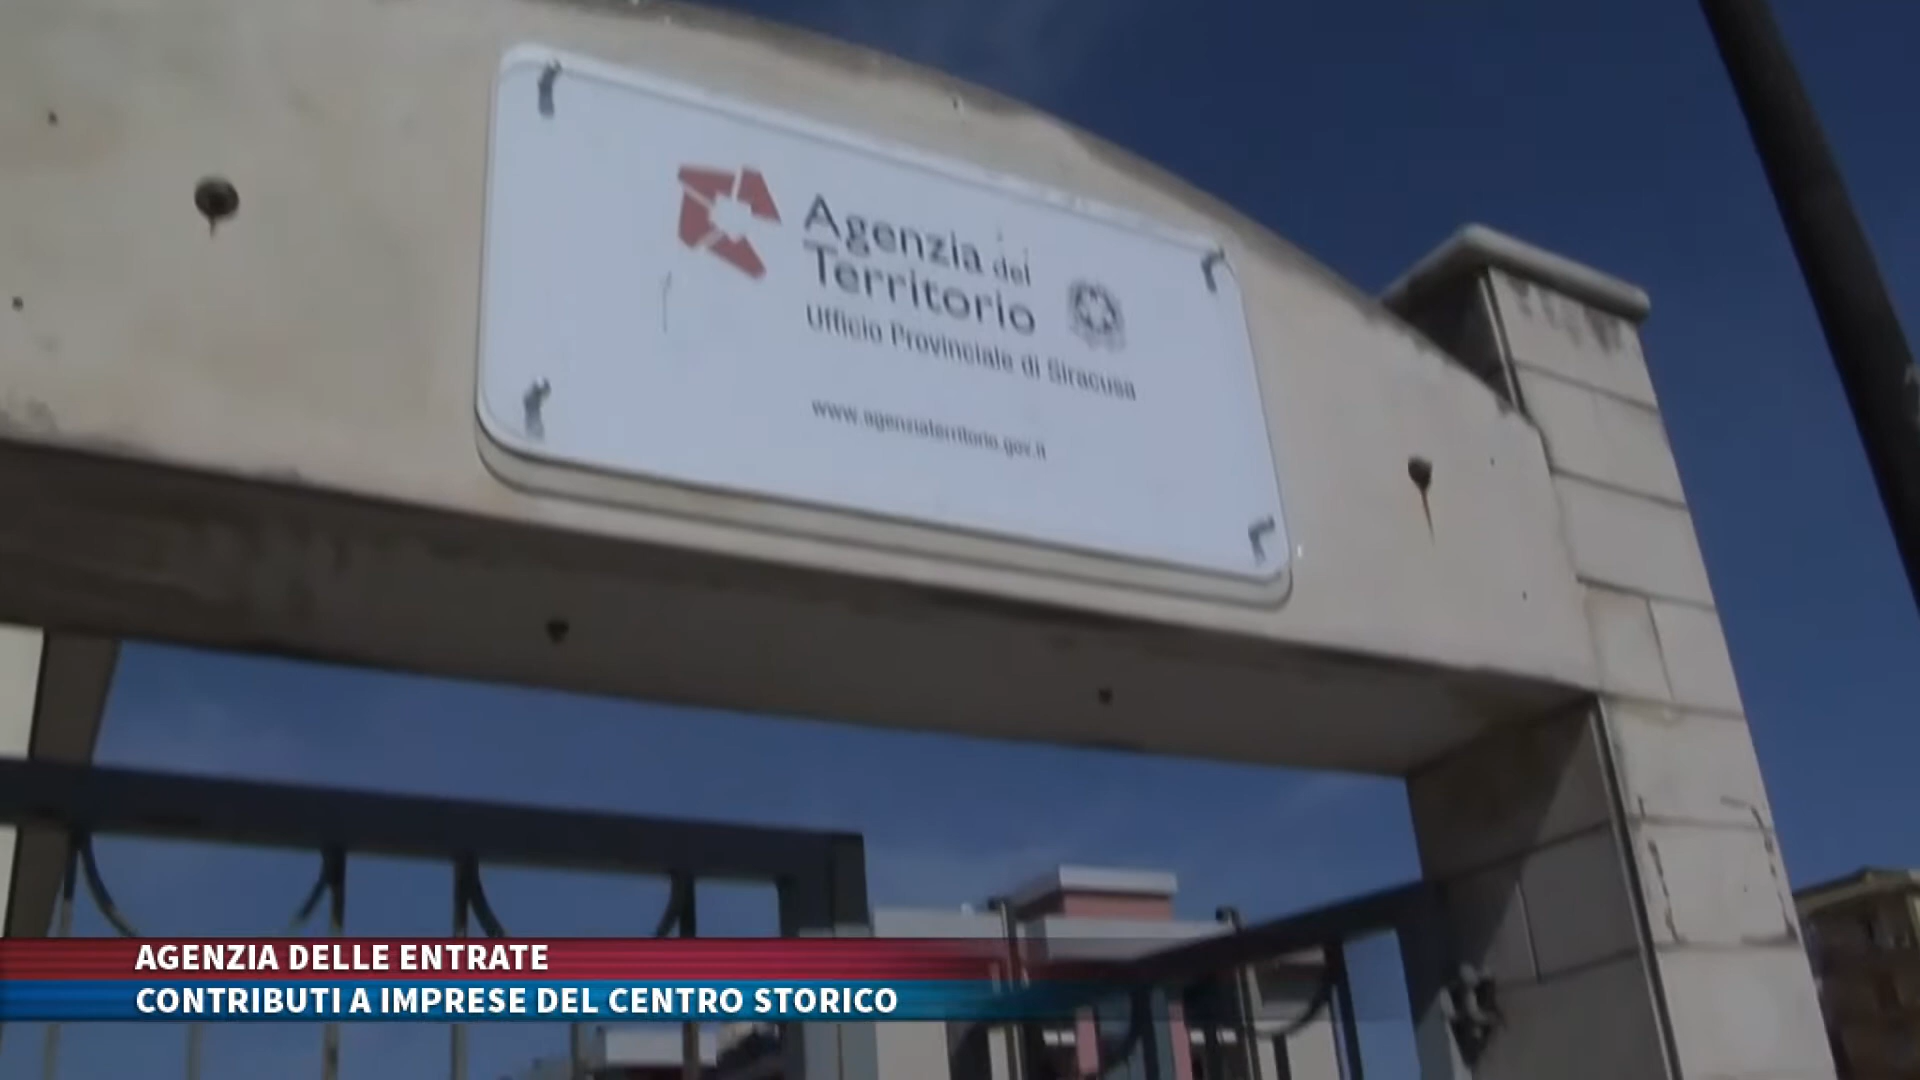 Agenzia del
Territorio
Ufficio Provinciale di Siracusa
www.agenziaterritorio.gov.it
AGENZIA DELLE ENTRATE
CONTRIBUTI A IMPRESE DEL CENTRO STORICO